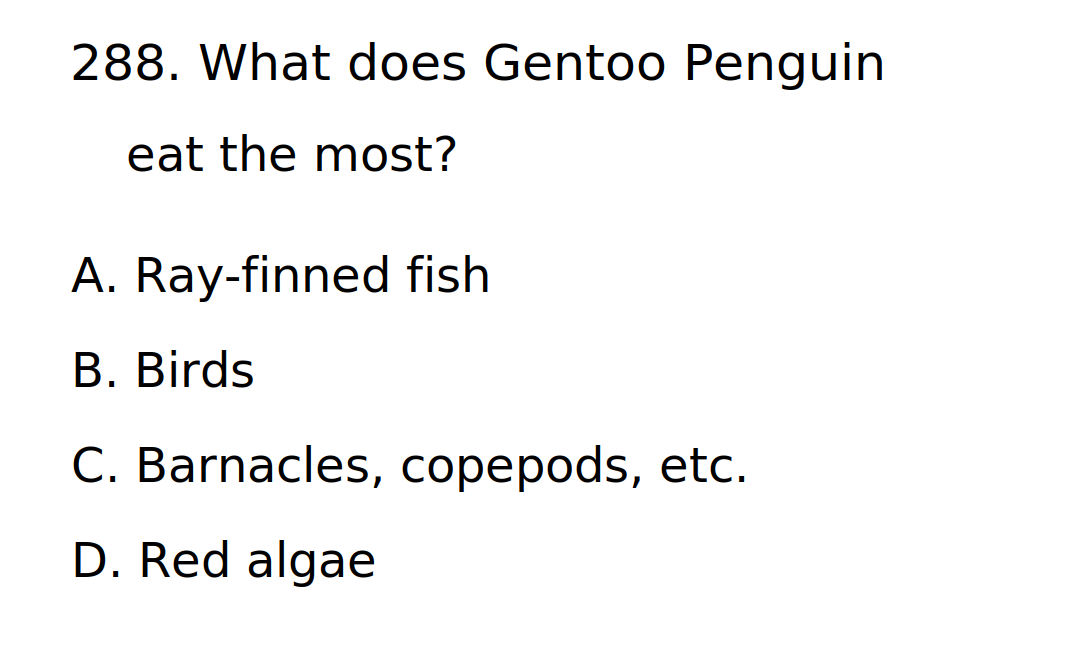 288. What does Gentoo Penguin
eat the most?
A. Ray-finned fish
B. Birds
C. Barnacles, copepods, etc.
D. Red algae